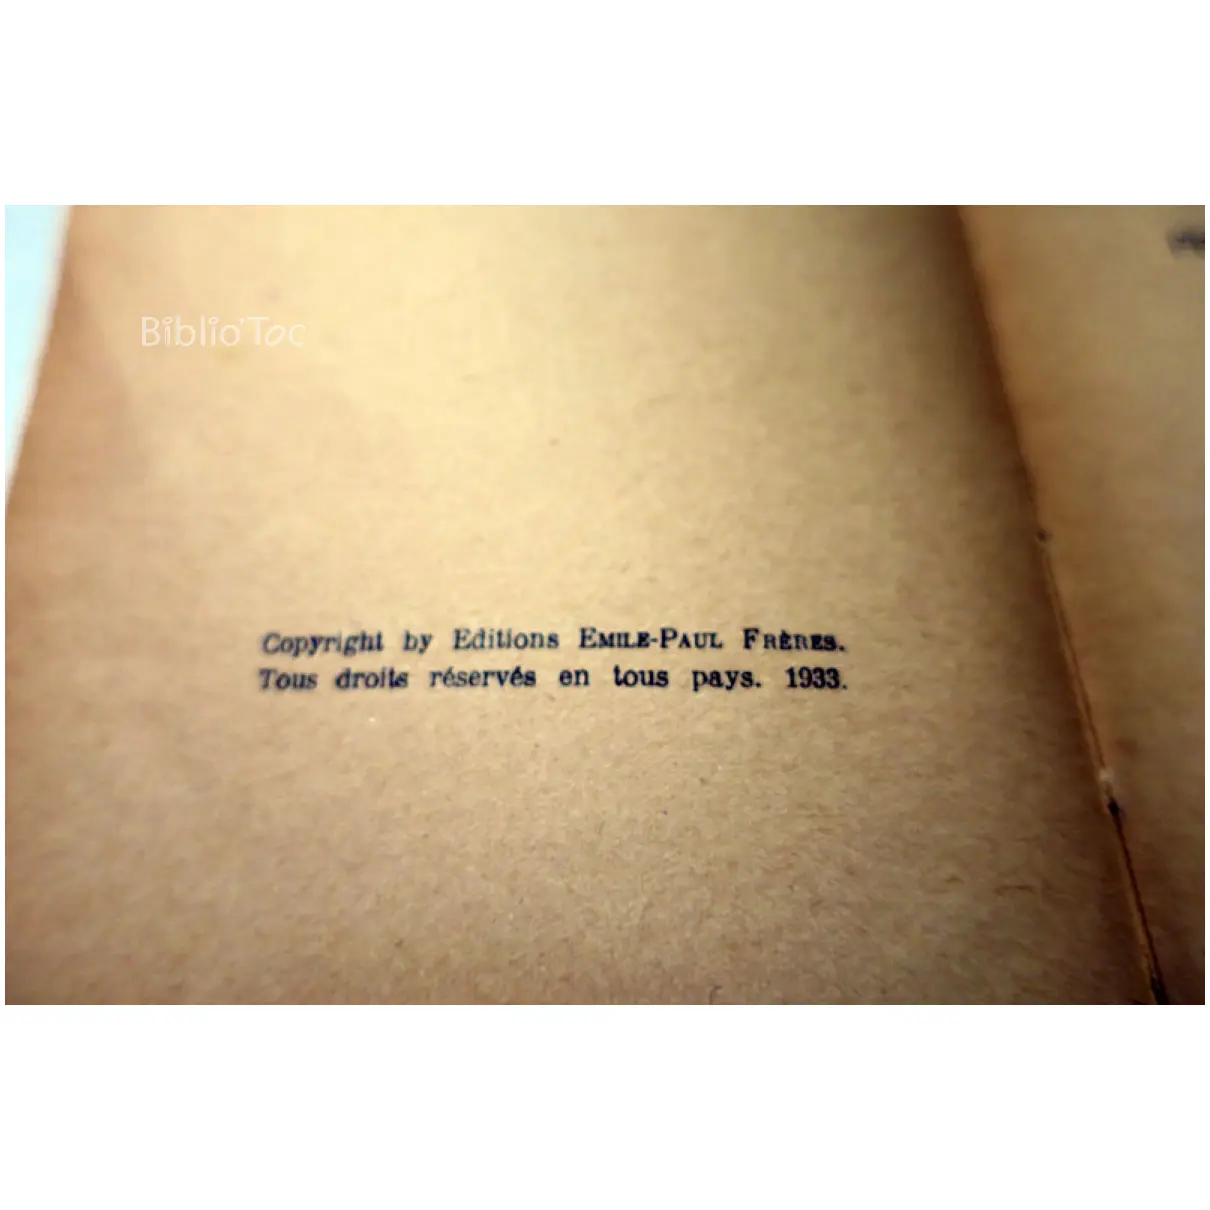 Biblio'Toc
Copyright by Editions EMILE-PAUL FRÈRES.
Tous droits réservés en tous pays. 1933.